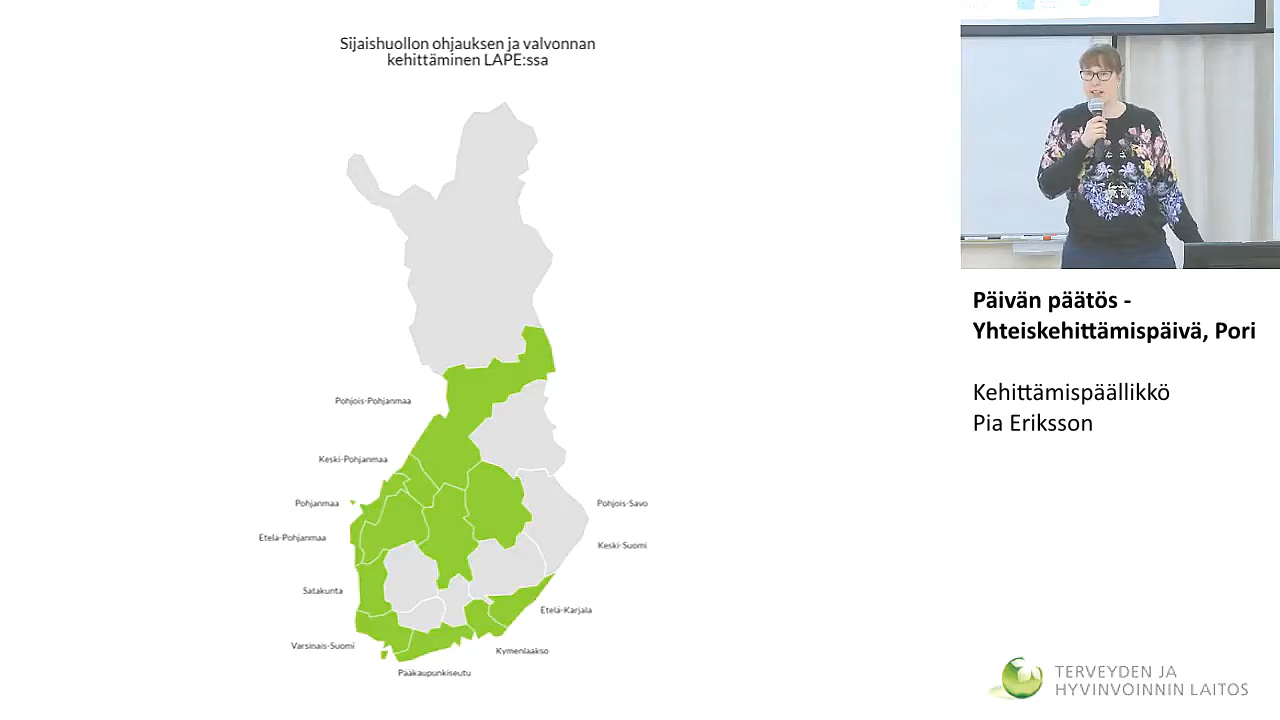 Sijaishuollon ohjauksen ja valvonnan
kehittäminen LAPE:ssa
Pohjois-Pohjanmaa
Keski-Pohjanmaa
Pohjanmaa
Etelä-Pohjanmaa
Satakunta
Varsinais-Suomi
Pääkaupunkiseutu
Pohjois-Savo
Keski-Suomi
Etelä-Karjala
Kymenlaakso
Päivän päätös -
Yhteiskehittämispäivä, Pori
Kehittämispäällikkö
Pia Eriksson
TERVEYDEN JA
HYVINVOINNIN LAITOS